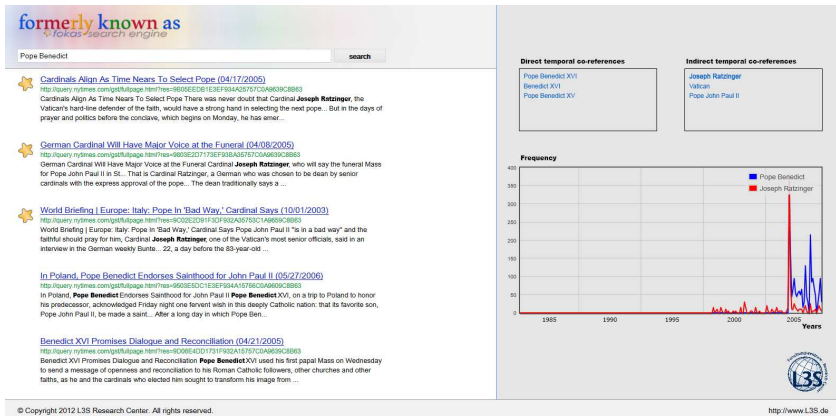 formerly known as
fokas search engine
Pope Benedict
search
Cardinals Align As Time Nears To Select Pope (04/17/2005)
http://query.nytimes.com/gst/fullpage.html?res=9B05EEDB1E3EF934A25757C0A9639C8B63
Cardinals Align As Time Nears To Select Pope There was never doubt that Cardinal Joseph Ratzinger, the
Vatican's hard-line defender of the faith, would have a strong hand in selecting the next pope... But in the days of
prayer and politics before the conclave, which begins on Monday, he has emer...
German Cardinal Will Have Major Voice at the Funeral (04/08/2005)
http://query.nytimes.com/gst/fullpage.html?res=9803E2D7173EF93BA35757C0A9639C8B63
German Cardinal Will Have Major Voice at the Funeral Cardinal Joseph Ratzinger, who will say the funeral Mass
for Pope John Paul II in St... That is Cardinal Ratzinger, a German who was chosen to be dean by senior
cardinals with the express approval of the pope... The dean traditionally says a ...
World Briefing | Europe: Italy: Pope In 'Bad Way,' Cardinal Says (10/01/2003)
http://query.nytimes.com/gst/fullpage.html?res=9C02E2D91F3DF932A35753C1A9659C8B63
World Briefing | Europe: Italy: Pope In 'Bad Way,' Cardinal Says Pope John Paul II "is in a bad way" and the
faithful should pray for him, Cardinal Joseph Ratzinger, one of the Vatican's most senior officials, said in an
interview in the German weekly Bunte... 22, a day before the 83-year-old ...
In Poland, Pope Benedict Endorses Sainthood for John Paul II (05/27/2006)
http://query.nytimes.com/gst/fullpage.html?res=9503E5DC1E3EF934A15756C0A9609C8B63
In Poland, Pope Benedict Endorses Sainthood for John Paul II Pope Benedict XVI, on a trip to Poland to honor
his predecessor, acknowledged Friday night one fervent wish in this deeply Catholic nation: that its favorite son,
Pope John Paul II, be made a saint... After a long day in which Pope Ben...
Benedict XVI Promises Dialogue and Reconciliation (04/21/2005)
http://query.nytimes.com/gst/fullpage.html?res=9D06E4DD1731F932A15757C0A9639C8B63
Benedict XVI Promises Dialogue and Reconciliation Pope Benedict XVI used his first papal Mass on Wednesday
to send a message of openness and reconciliation to his Roman Catholic followers, other churches and other
faiths, as he and the cardinals who elected him sought to transform his image from ...
Direct temporal co-references
Pope Benedict XVI
Benedict XVI
Pope Benedict XV
Indirect temporal co-references
Joseph Ratzinger
Vatican
Pope John Paul II
Frequency
400
350
300
250
200
150
100
50
0
Pope Benedict
Joseph Ratzinger
1985
1990
1995
2000
2005
Years
L3S
© Copyright 2012 L3S Research Center. All rights reserved.
http://www.L3S.de